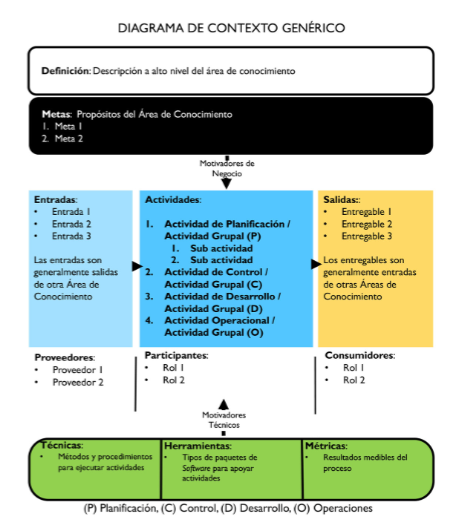 DIAGRAMA DE CONTEXTO GENÉRICO
Definición: Descripción a alto nivel del área de conocimiento
Metas: Propósitos del Área de Conocimiento
1. Meta 1
2. Meta 2
Motivadores de
Negocio
Entradas:
• Entrada 1
• Entrada 2
• Entrada 3
Las entradas son
generalmente salidas
de otra Área de
Conocimiento
Actividades:
1. Actividad de Planificación /
Actividad Grupal (P)
1. Sub actividad
2. Sub actividad
2. Actividad de Control /
Actividad Grupal (C)
3. Actividad de Desarrollo /
Actividad Grupal (D)
4. Actividad Operacional /
Actividad Grupal (O)
Salidas::
• Entregable 1
• Entregable 2
• Entregable 3
Los entregables son
generalmente entradas
de otras Áreas de
Conocimiento
Proveedores:
• Proveedor 1
• Proveedor 2
Participantes:
• Rol 1
• Rol 2
Consumidores:
• Rol 1
• Rol 2
Motivadores
Técnicos
Técnicas:
• Métodos y procedimientos
para ejecutar actividades
Herramientas:
• Tipos de paquetes de
Software para apoyar
actividades
Métricas:
• Resultados medibles del
proceso
(P) Planificación, (C) Control, (D) Desarrollo, (O) Operaciones